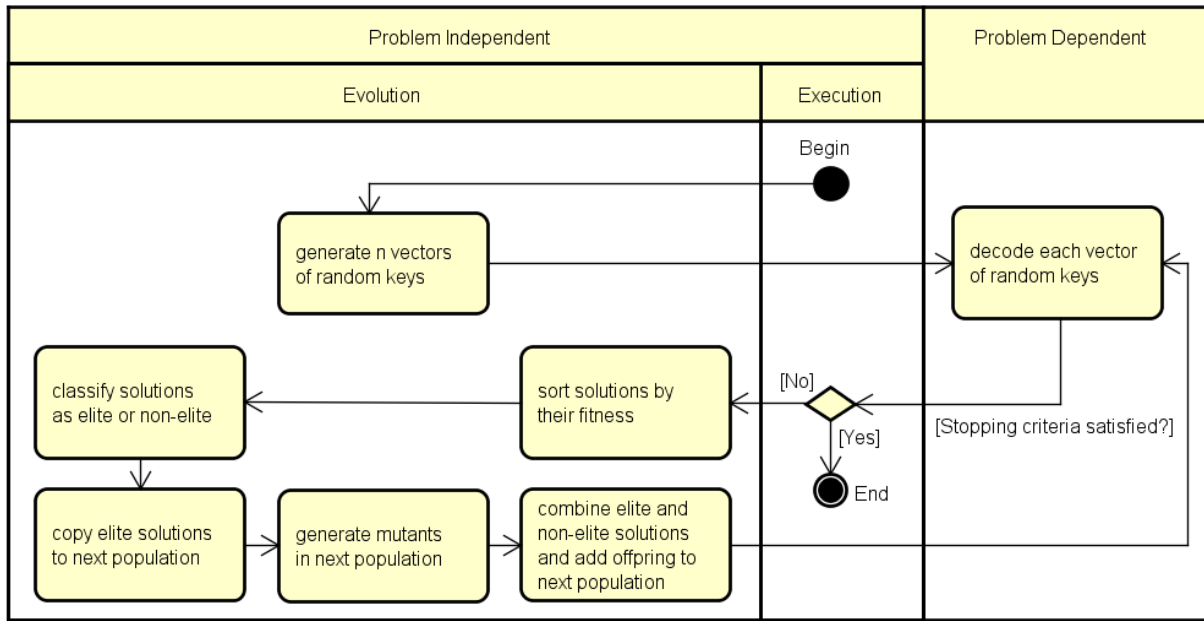 Problem Independent
Problem Dependent
Evolution
Execution
Begin
generate n vectors
of random keys
decode each vector
of random keys
classify solutions
as elite or non-elite
sort solutions by
their fitness
[No]
[Stopping criteria satisfied?]
[Yes]
End
copy elite solutions
to next population
generate mutants
in next population
combine elite and
non-elite solutions
and add offpring to
next population